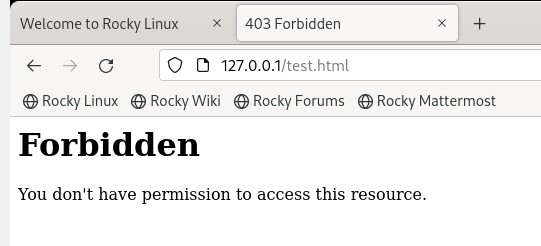 Welcome to Rocky Linux × 403 Forbidden × +
127.0.0.1/test.html
Rocky Linux Rocky Wiki Rocky Forums Rocky Mattermost
Forbidden
You don't have permission to access this resource.